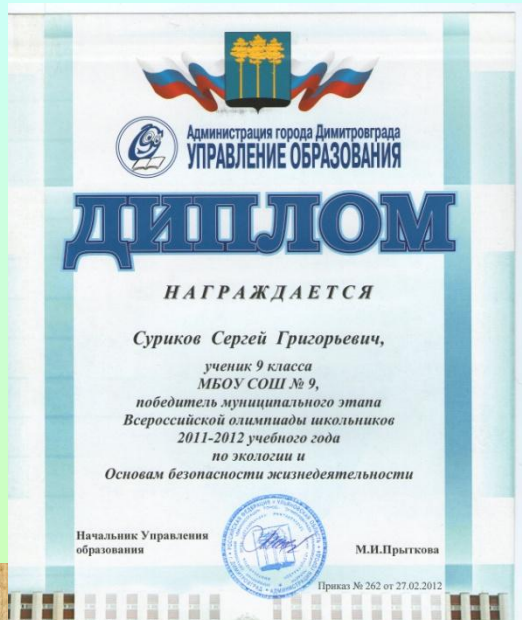 Администрация города Димитровграда
УПРАВЛЕНИЕ ОБРАЗОВАНИЯ
ДИПЛОМ
НАГРАЖДАЕТСЯ
Суриков Сергей Григорьевич,
ученик 9 класса
МБОУ СОШ № 9,
победитель муниципального этапа
Всероссийской олимпиады школьников
2011-2012 учебного года
по экологии и
Основам безопасности жизнедеятельности
Начальник Управления
образования
М.И.Прыткова
Приказ № 262 от 27.02.2012